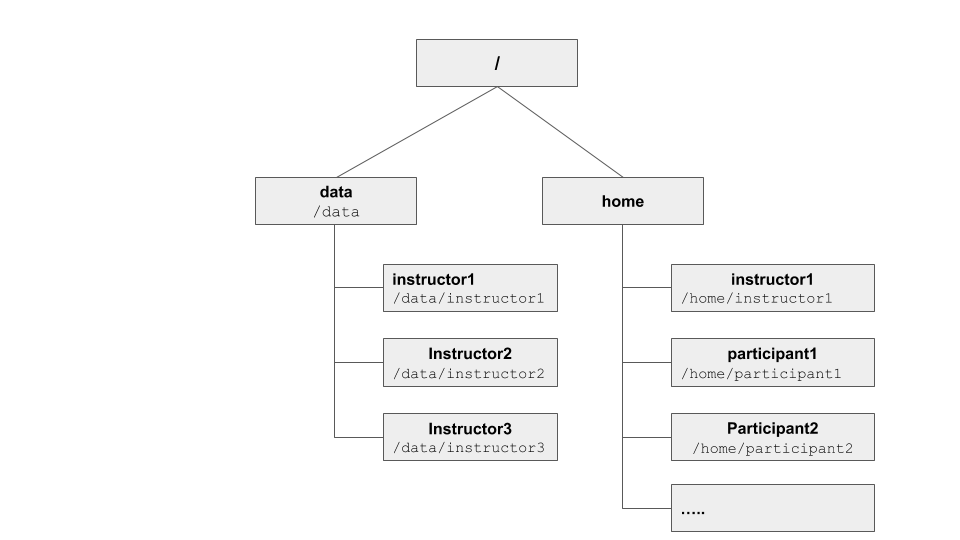 /
data
/data
home
instructor1
/data/instructor1
Instructor2
/data/instructor2
Instructor3
/data/instructor3
instructor1
/home/instructor1
participant1
/home/participant1
Participant2
/home/participant2
.....